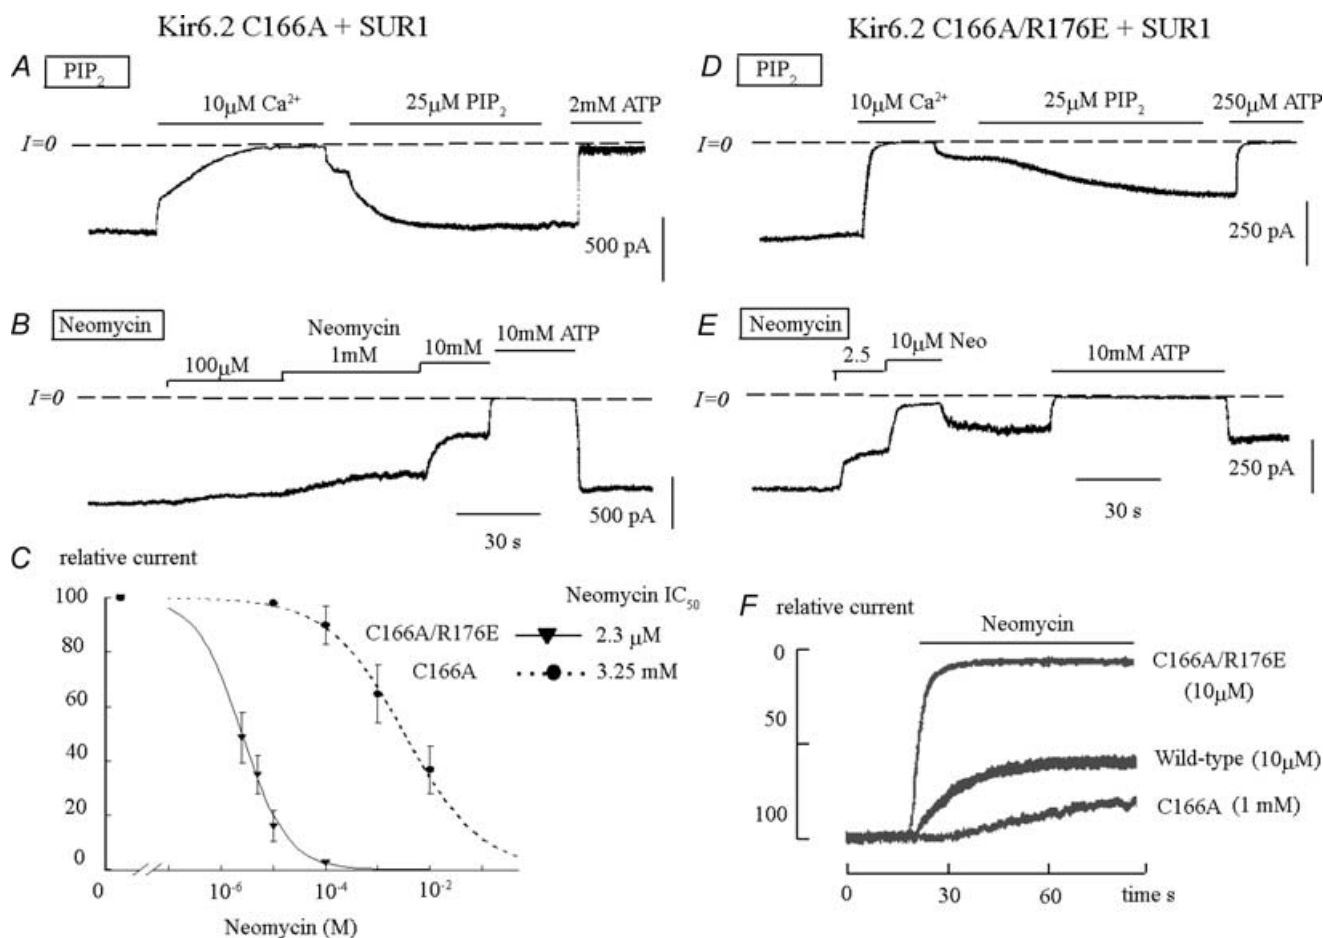 Kir6.2 C166A + SUR1
A PIP₂
10µM Ca²⁺ 25µM PIP₂ 2mM ATP
I=0
500 pA
B Neomycin
100µM Neomycin 1mM 10mM 10mM ATP
I=0
500 pA
30 s
C relative current
100
80
60
40
20
0
0 10⁻⁶ 10⁻⁴ 10⁻²
Neomycin (M)
Neomycin IC₅₀
C166A/R176E 2.3 µM
C166A 3.25 mM
Kir6.2 C166A/R176E + SUR1
D PIP₂
10µM Ca²⁺ 25µM PIP₂ 250µM ATP
I=0
250 pA
E Neomycin
2.5 10µM Neo 10mM ATP
I=0
250 pA
30 s
F relative current
Neomycin
0
50
100
C166A/R176E
(10µM)
Wild-type (10µM)
C166A (1 mM)
0 30 60 time s